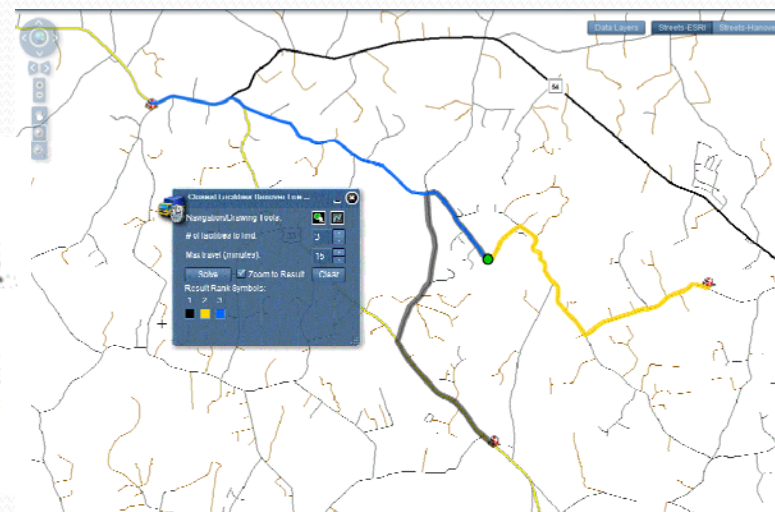 Data Layers Streets-ESRI Streets-Hanove
54
Navigation/Drawing Tools:
# of facilities to find: 3
Max travel (minutes): 15
Solve Zoom to Result Clear
Result Rank Symbols:
1 2 3